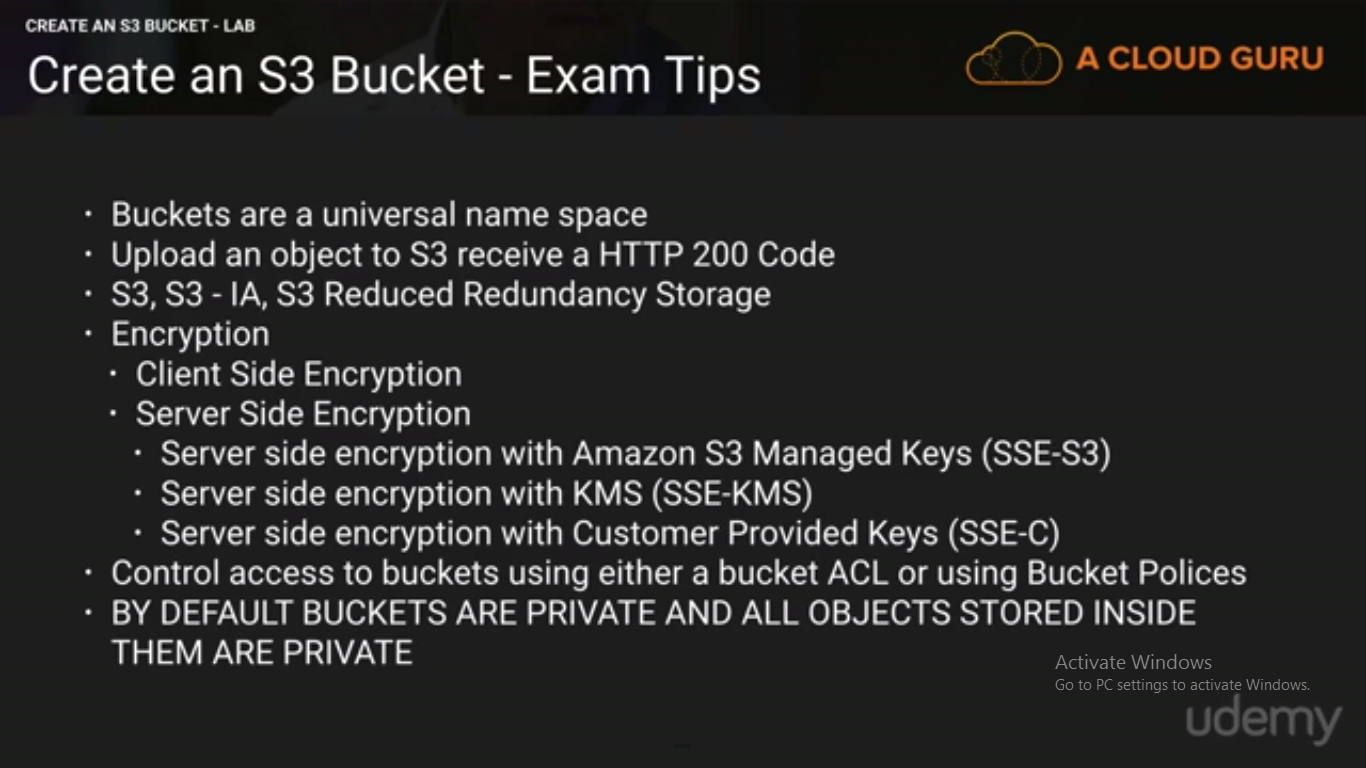 CREATE AN S3 BUCKET - LAB
Create an S3 Bucket - Exam Tips
A CLOUD GURU
· Buckets are a universal name space
· Upload an object to S3 receive a HTTP 200 Code
· S3, S3 - IA, S3 Reduced Redundancy Storage
· Encryption
· Client Side Encryption
· Server Side Encryption
· Server side encryption with Amazon S3 Managed Keys (SSE-S3)
· Server side encryption with KMS (SSE-KMS)
· Server side encryption with Customer Provided Keys (SSE-C)
· Control access to buckets using either a bucket ACL or using Bucket Polices
· BY DEFAULT BUCKETS ARE PRIVATE AND ALL OBJECTS STORED INSIDE
THEM ARE PRIVATE
Activate Windows
Go to PC settings to activate Windows.
udemy